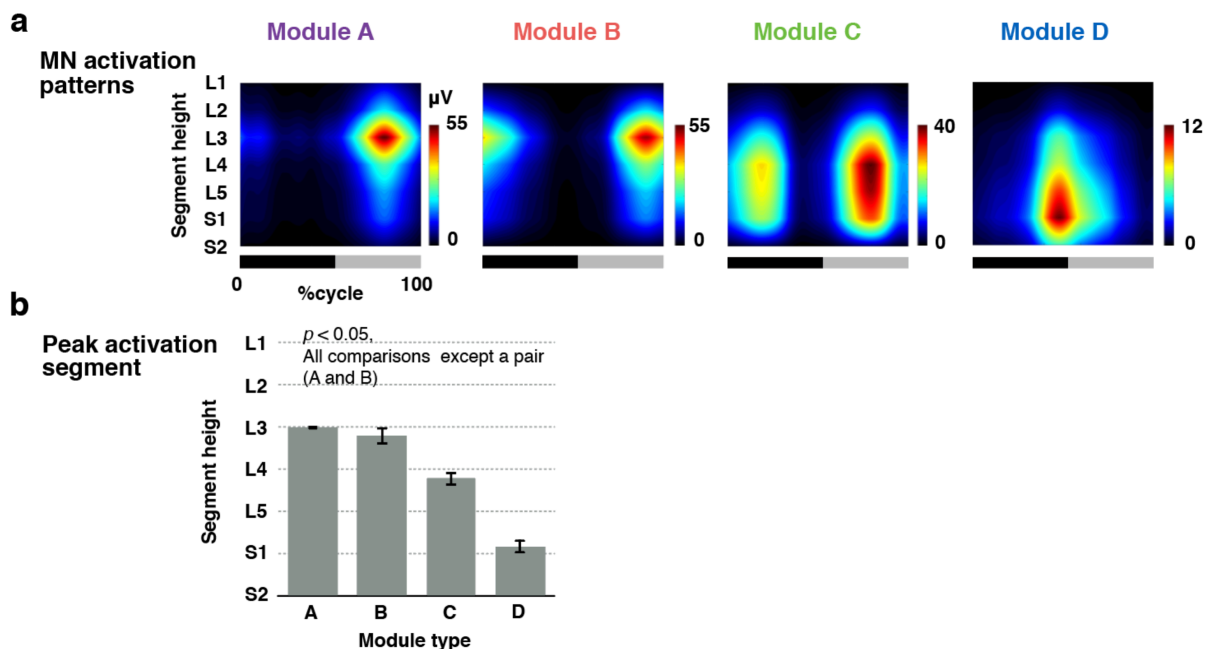 a
Module A
Module B
Module C
Module D
MN activation
patterns
Segment height
L1
L2
L3
L4
L5
S1
S2
µV
55
0
55
0
40
0
12
0
0
100
%cycle
b
Peak activation
segment
p < 0.05,
All comparisons except a pair
(A and B)
Segment height
L1
L2
L3
L4
L5
S1
S2
A
B
C
D
Module type